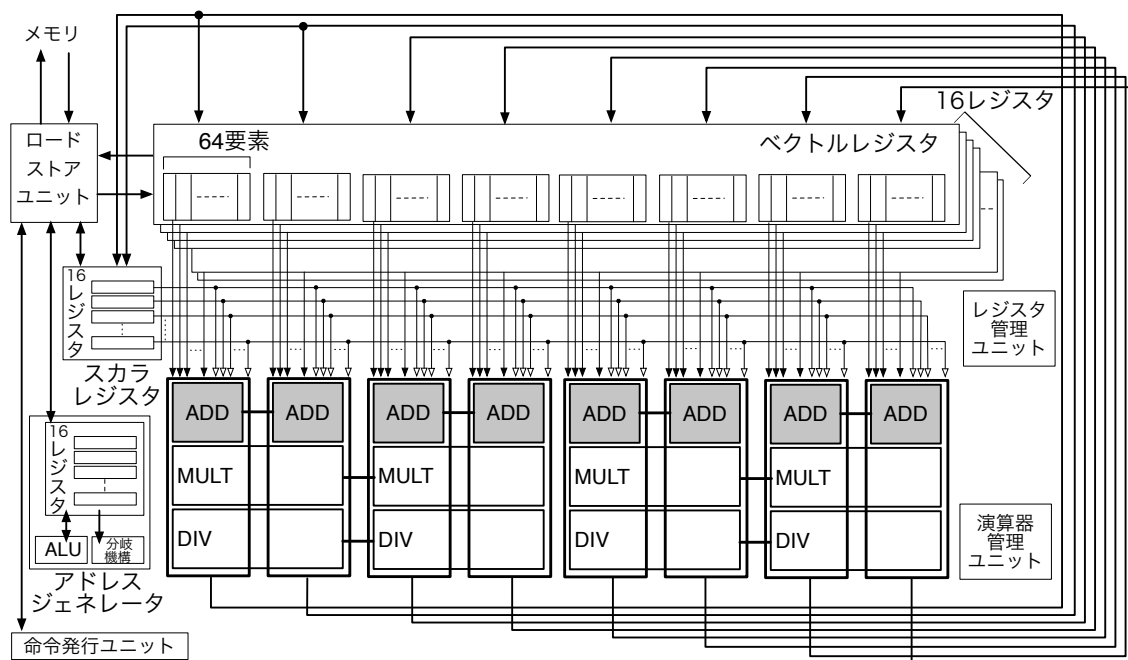 メモリ
16レジスタ
ロード
ストア
ユニット
64要素
ベクトルレジスタ
16
レ
ジ
ス
タ
スカラ
レジスタ
レジスタ
管理
ユニット
ADD
ADD
ADD
ADD
ADD
ADD
ADD
ADD
MULT
MULT
MULT
MULT
DIV
DIV
DIV
DIV
16
レ
ジ
ス
タ
ALU
分岐
機構
アドレス
ジェネレータ
演算器
管理
ユニット
命令発行ユニット